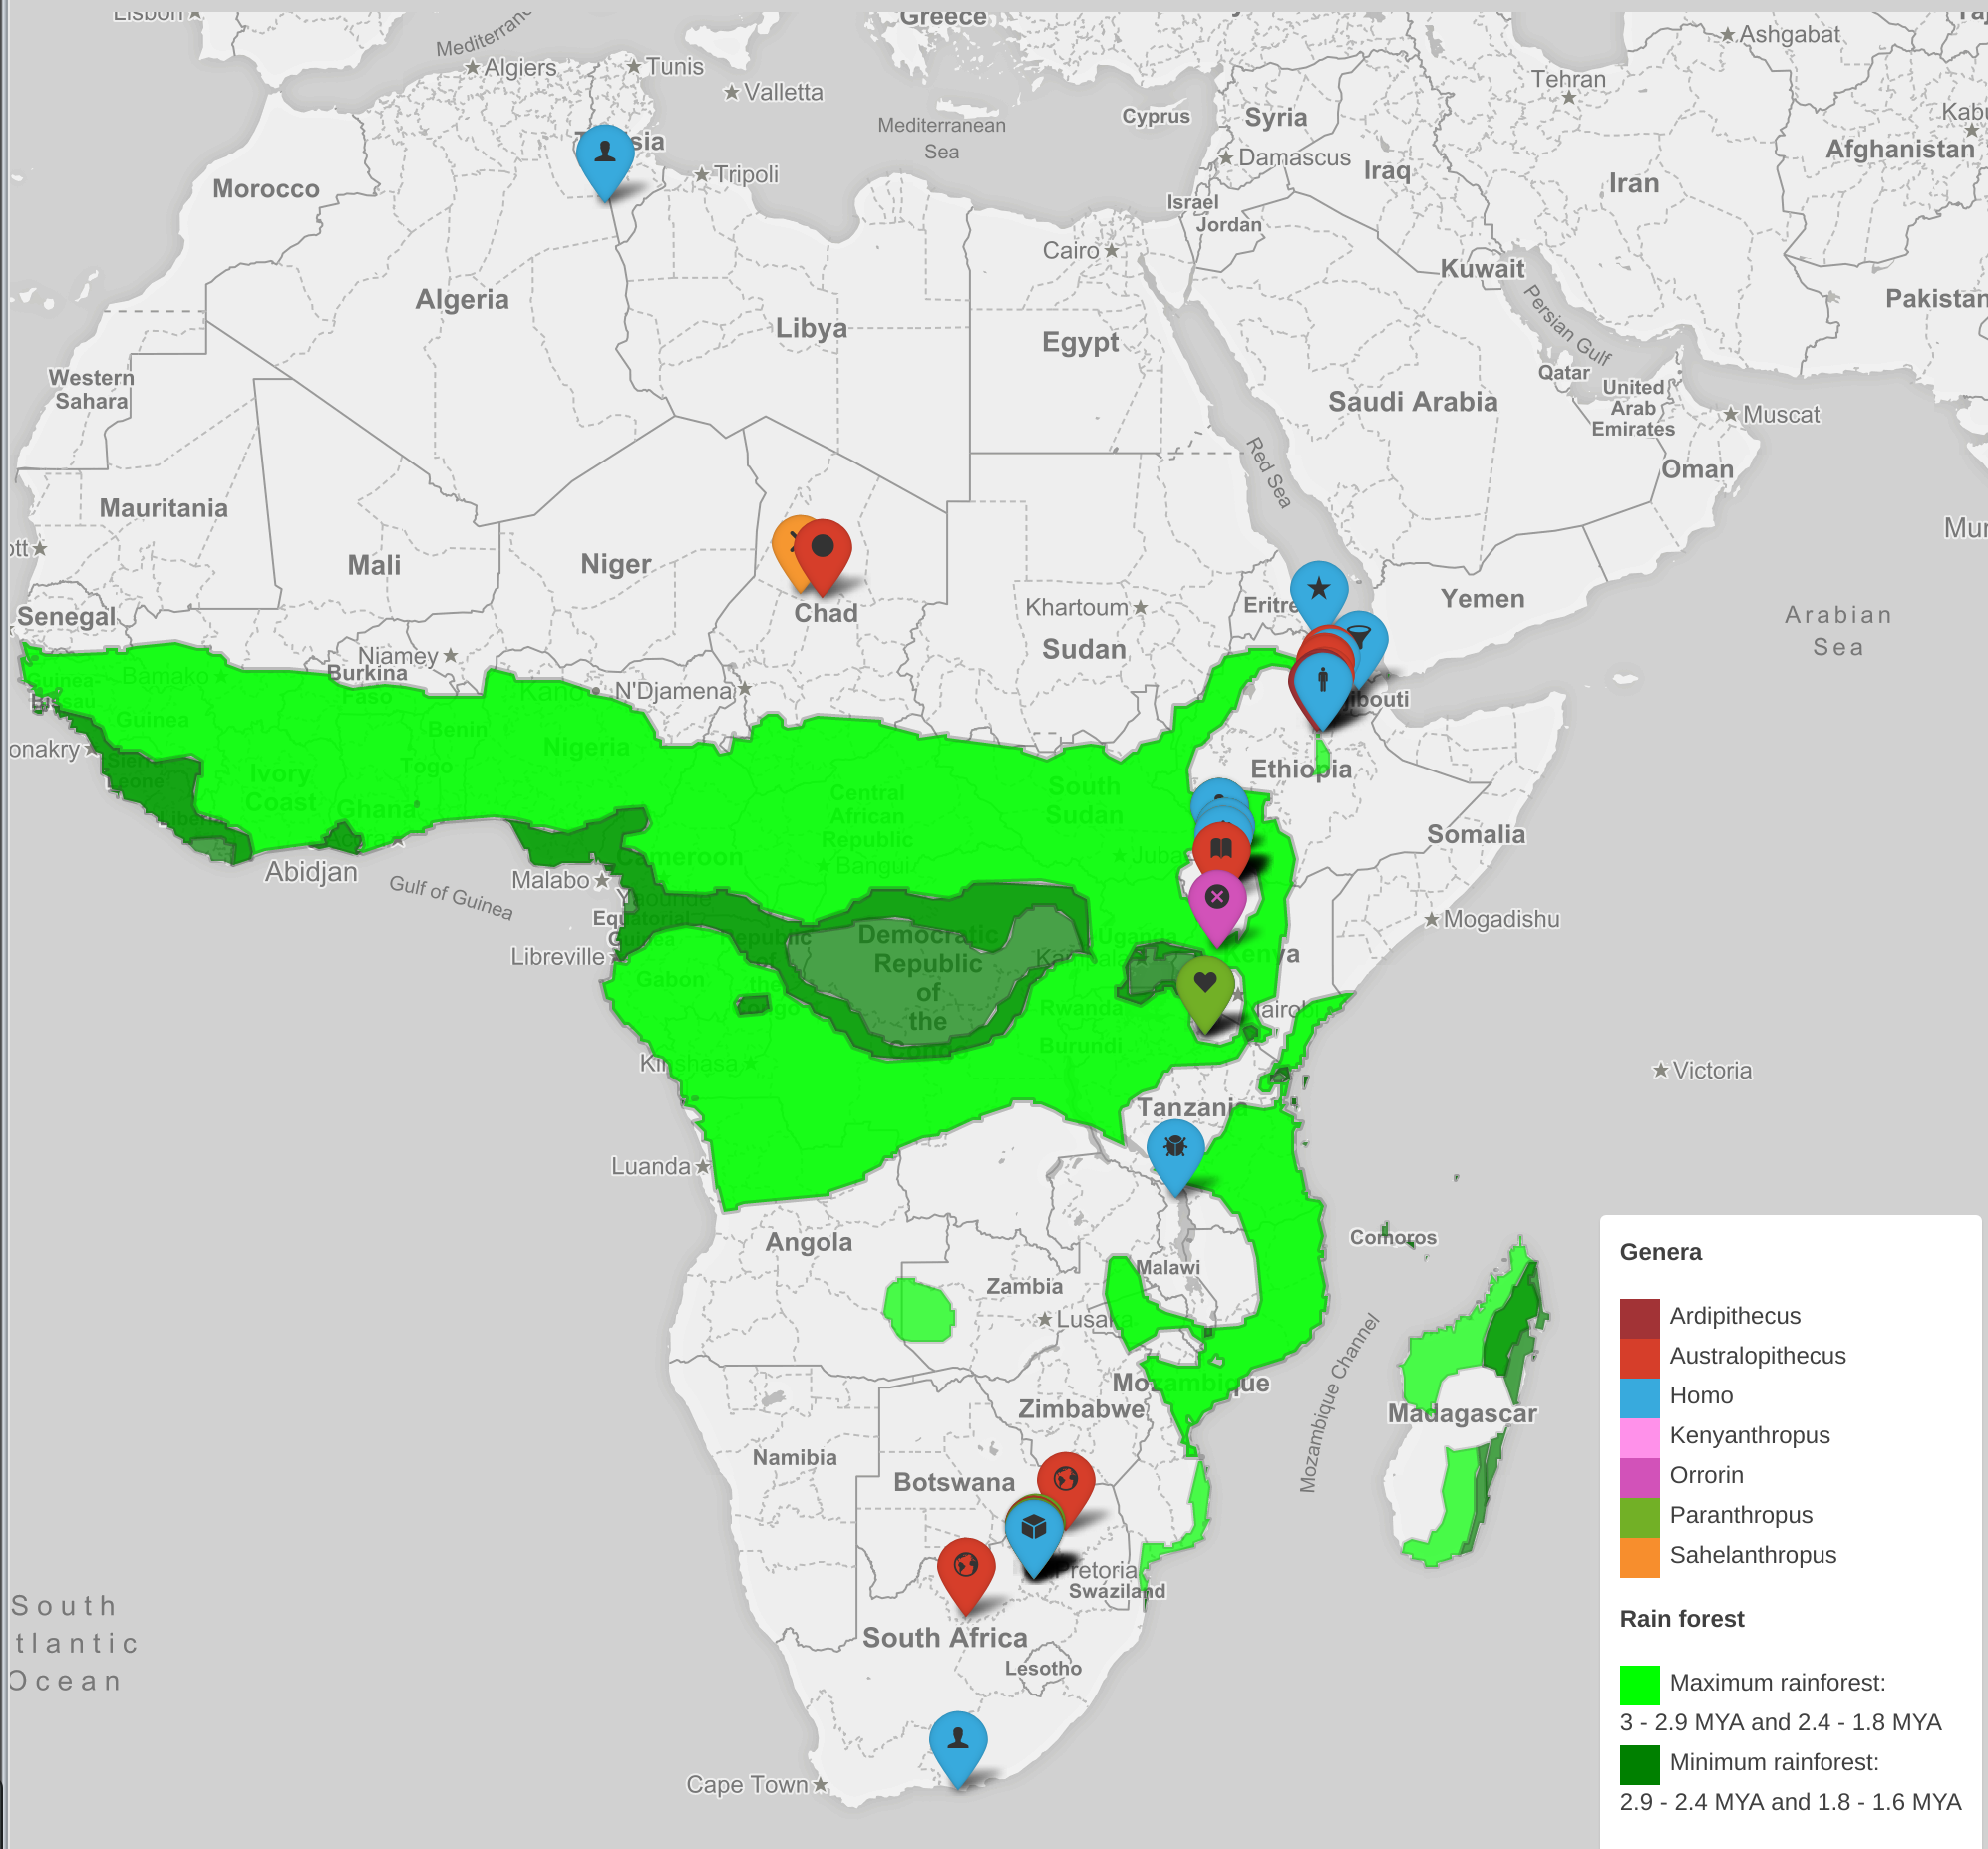 Lisbon
Greece
Mediterrane
Algiers
Tunis
Valletta
Ashgabat
Tehran
Cyprus
Syria
Mediterranean
Sea
Damascus
Iraq
Iran
Afghanistan
Kabu
Morocco
Tripoli
Israel
Jordan
Cairo
Kuwait
Algeria
Libya
Egypt
Persian Gulf
Pakistan
Western
Sahara
Qatar
United
Arab
Emirates
Saudi Arabia
Muscat
Red Sea
Oman
Mauritania
Mali
Niger
Chad
Mun
Khartoum
Eritre
Yemen
Senegal
Sudan
Arabian
Sea
Niamey
Burkina
Faso
Guinea-
Bissau
Bamako
Kano
N'Djamena
ibouti
Guinea
Benin
Nigeria
onakry
Sierra
Leone
Ivory
Coast
Togo
Ghana
Ethiopia
Central
African
Republic
South
Sudan
Liberia
Accra
Somalia
Abidjan
Gulf of Guinea
Malabo
Cameroon
Bangui
Juba
Yaounde
Equatorial
Guinea
Mogadishu
Libreville
Republic
of
the
Congo
Democratic
Republic
of
the
Congo
Uganda
Kampala
Kenya
Gabon
Rwanda
Nairobi
Kinshasa
Burundi
Victoria
Tanzania
Luanda
Angola
Comoros
Malawi
Zambia
Lusaka
Mozambique Channel
Mozambique
Zimbabwe
Madagascar
Namibia
Botswana
Pretoria
Swaziland
South Africa
Lesotho
South
tlantic
Ocean
Cape Town
Genera
Ardipithecus
Australopithecus
Homo
Kenyanthropus
Orrorin
Paranthropus
Sahelanthropus
Rain forest
Maximum rainforest:
3 - 2.9 MYA and 2.4 - 1.8 MYA
Minimum rainforest:
2.9 - 2.4 MYA and 1.8 - 1.6 MYA